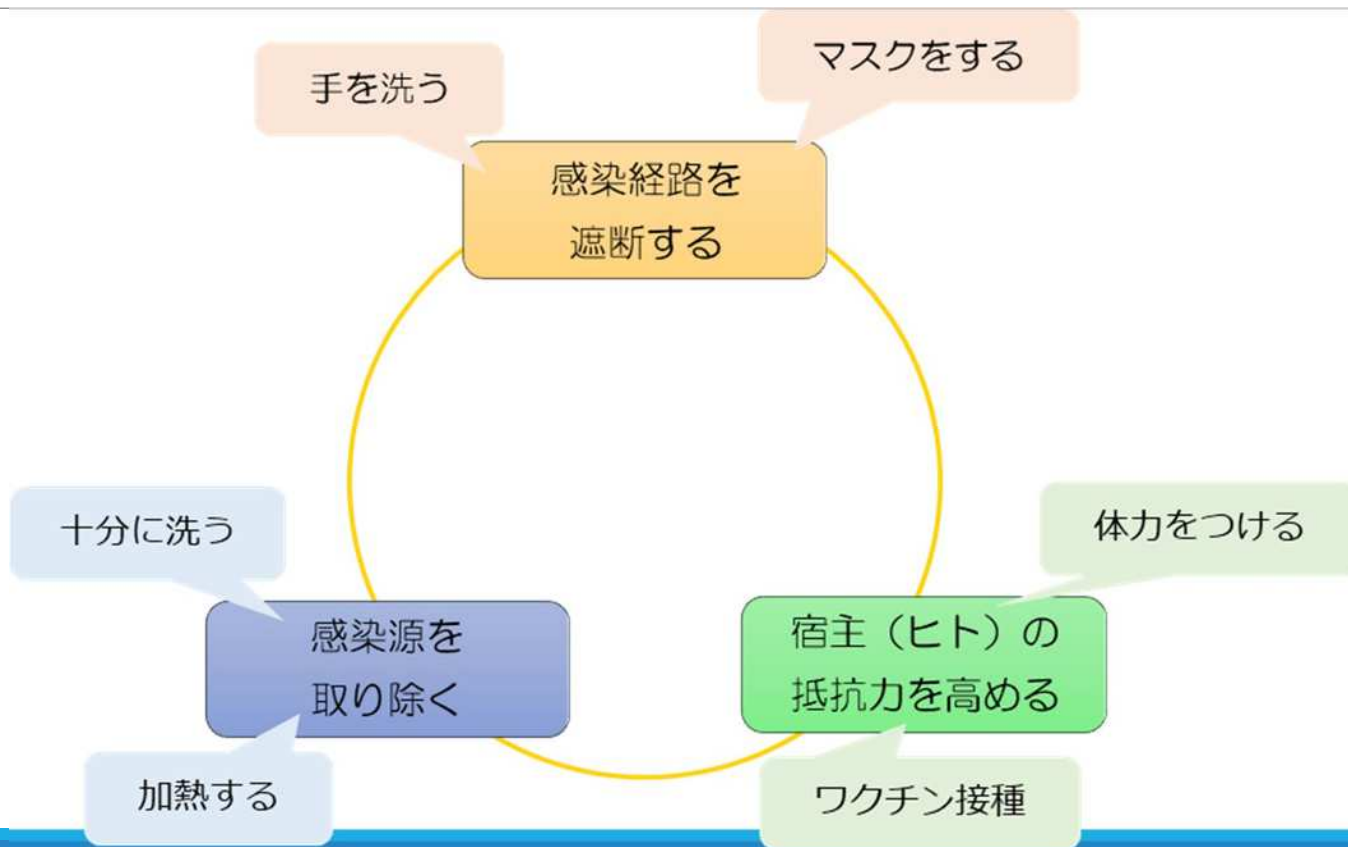 手を洗う
マスクをする
感染経路を
遮断する
十分に洗う
体力をつける
感染源を
取り除く
宿主（ヒト）の
抵抗力を高める
加熱する
ワクチン接種